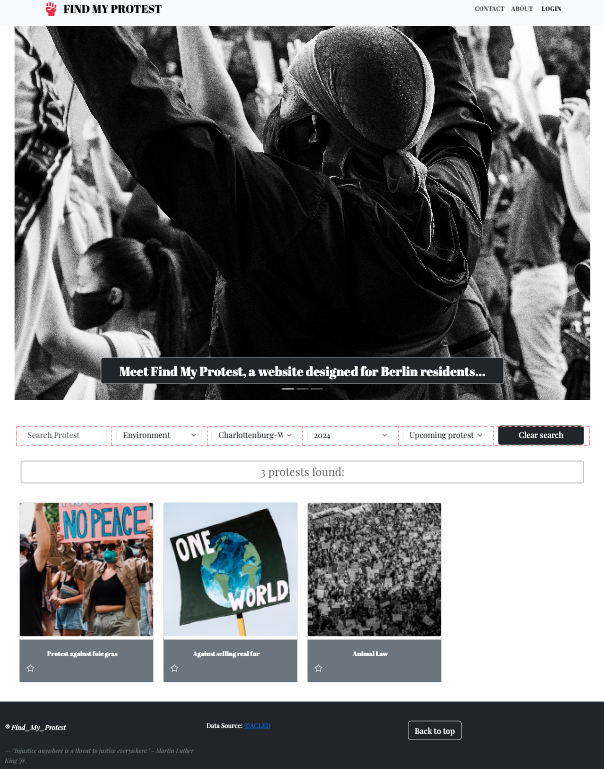 FIND MY PROTEST
CONTACT ABOUT LOGIN
Meet Find My Protest, a website designed for Berlin residents...
Search Protest Environment Charlottenburg-W 2024 Upcoming protest Clear search
3 protests found:
NO PEACE
ONE
WORLD
Protest against foie gras Against selling real fur Animal Law
® Find_My_Protest Data Source: ©ACLED Back to top
— "Injustice anywhere is a threat to justice everywhere." - Martin Luther
King Jr.